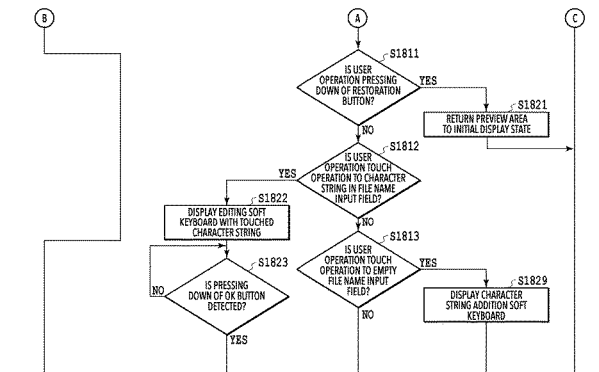 B
A
C
S1811
IS USER
OPERATION PRESSING
DOWN OF RESTORATION
BUTTON?
YES
S1821
RETURN PREVIEW AREA
TO INITIAL DISPLAY STATE
NO
S1812
IS USER
OPERATION TOUCH
OPERATION TO CHARACTER
STRING IN FILE NAME
INPUT FIELD?
YES
S1822
DISPLAY EDITING SOFT
KEYBOARD WITH TOUCHED
CHARACTER STRING
NO
S1813
IS USER
OPERATION TOUCH
OPERATION TO EMPTY
FILE NAME INPUT
FIELD?
YES
S1829
DISPLAY CHARACTER
STRING ADDITION SOFT
KEYBOARD
NO
S1823
IS PRESSING
DOWN OF OK BUTTON
DETECTED?
NO
YES